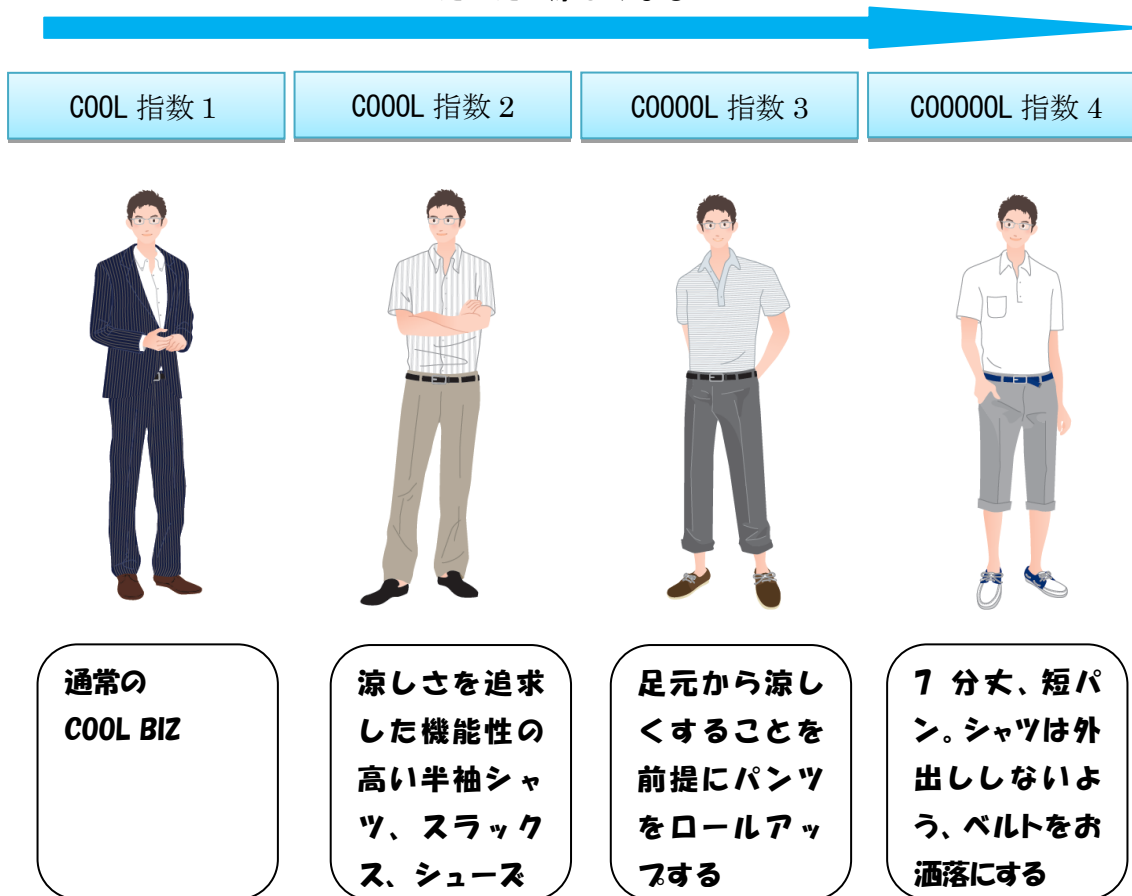 COOL 指数 1
COOOL 指数 2
COOOOL 指数 3
COOOOOL 指数 4
通常の
COOL BIZ
涼しさを追求
した機能性の
高い半袖シャ
ツ、スラック
ス、シューズ
足元から涼し
くすることを
前提にパンツ
をロールアッ
プする
7 分丈、短パ
ン。シャツは外
出ししないよ
う、ベルトをお
洒落にする